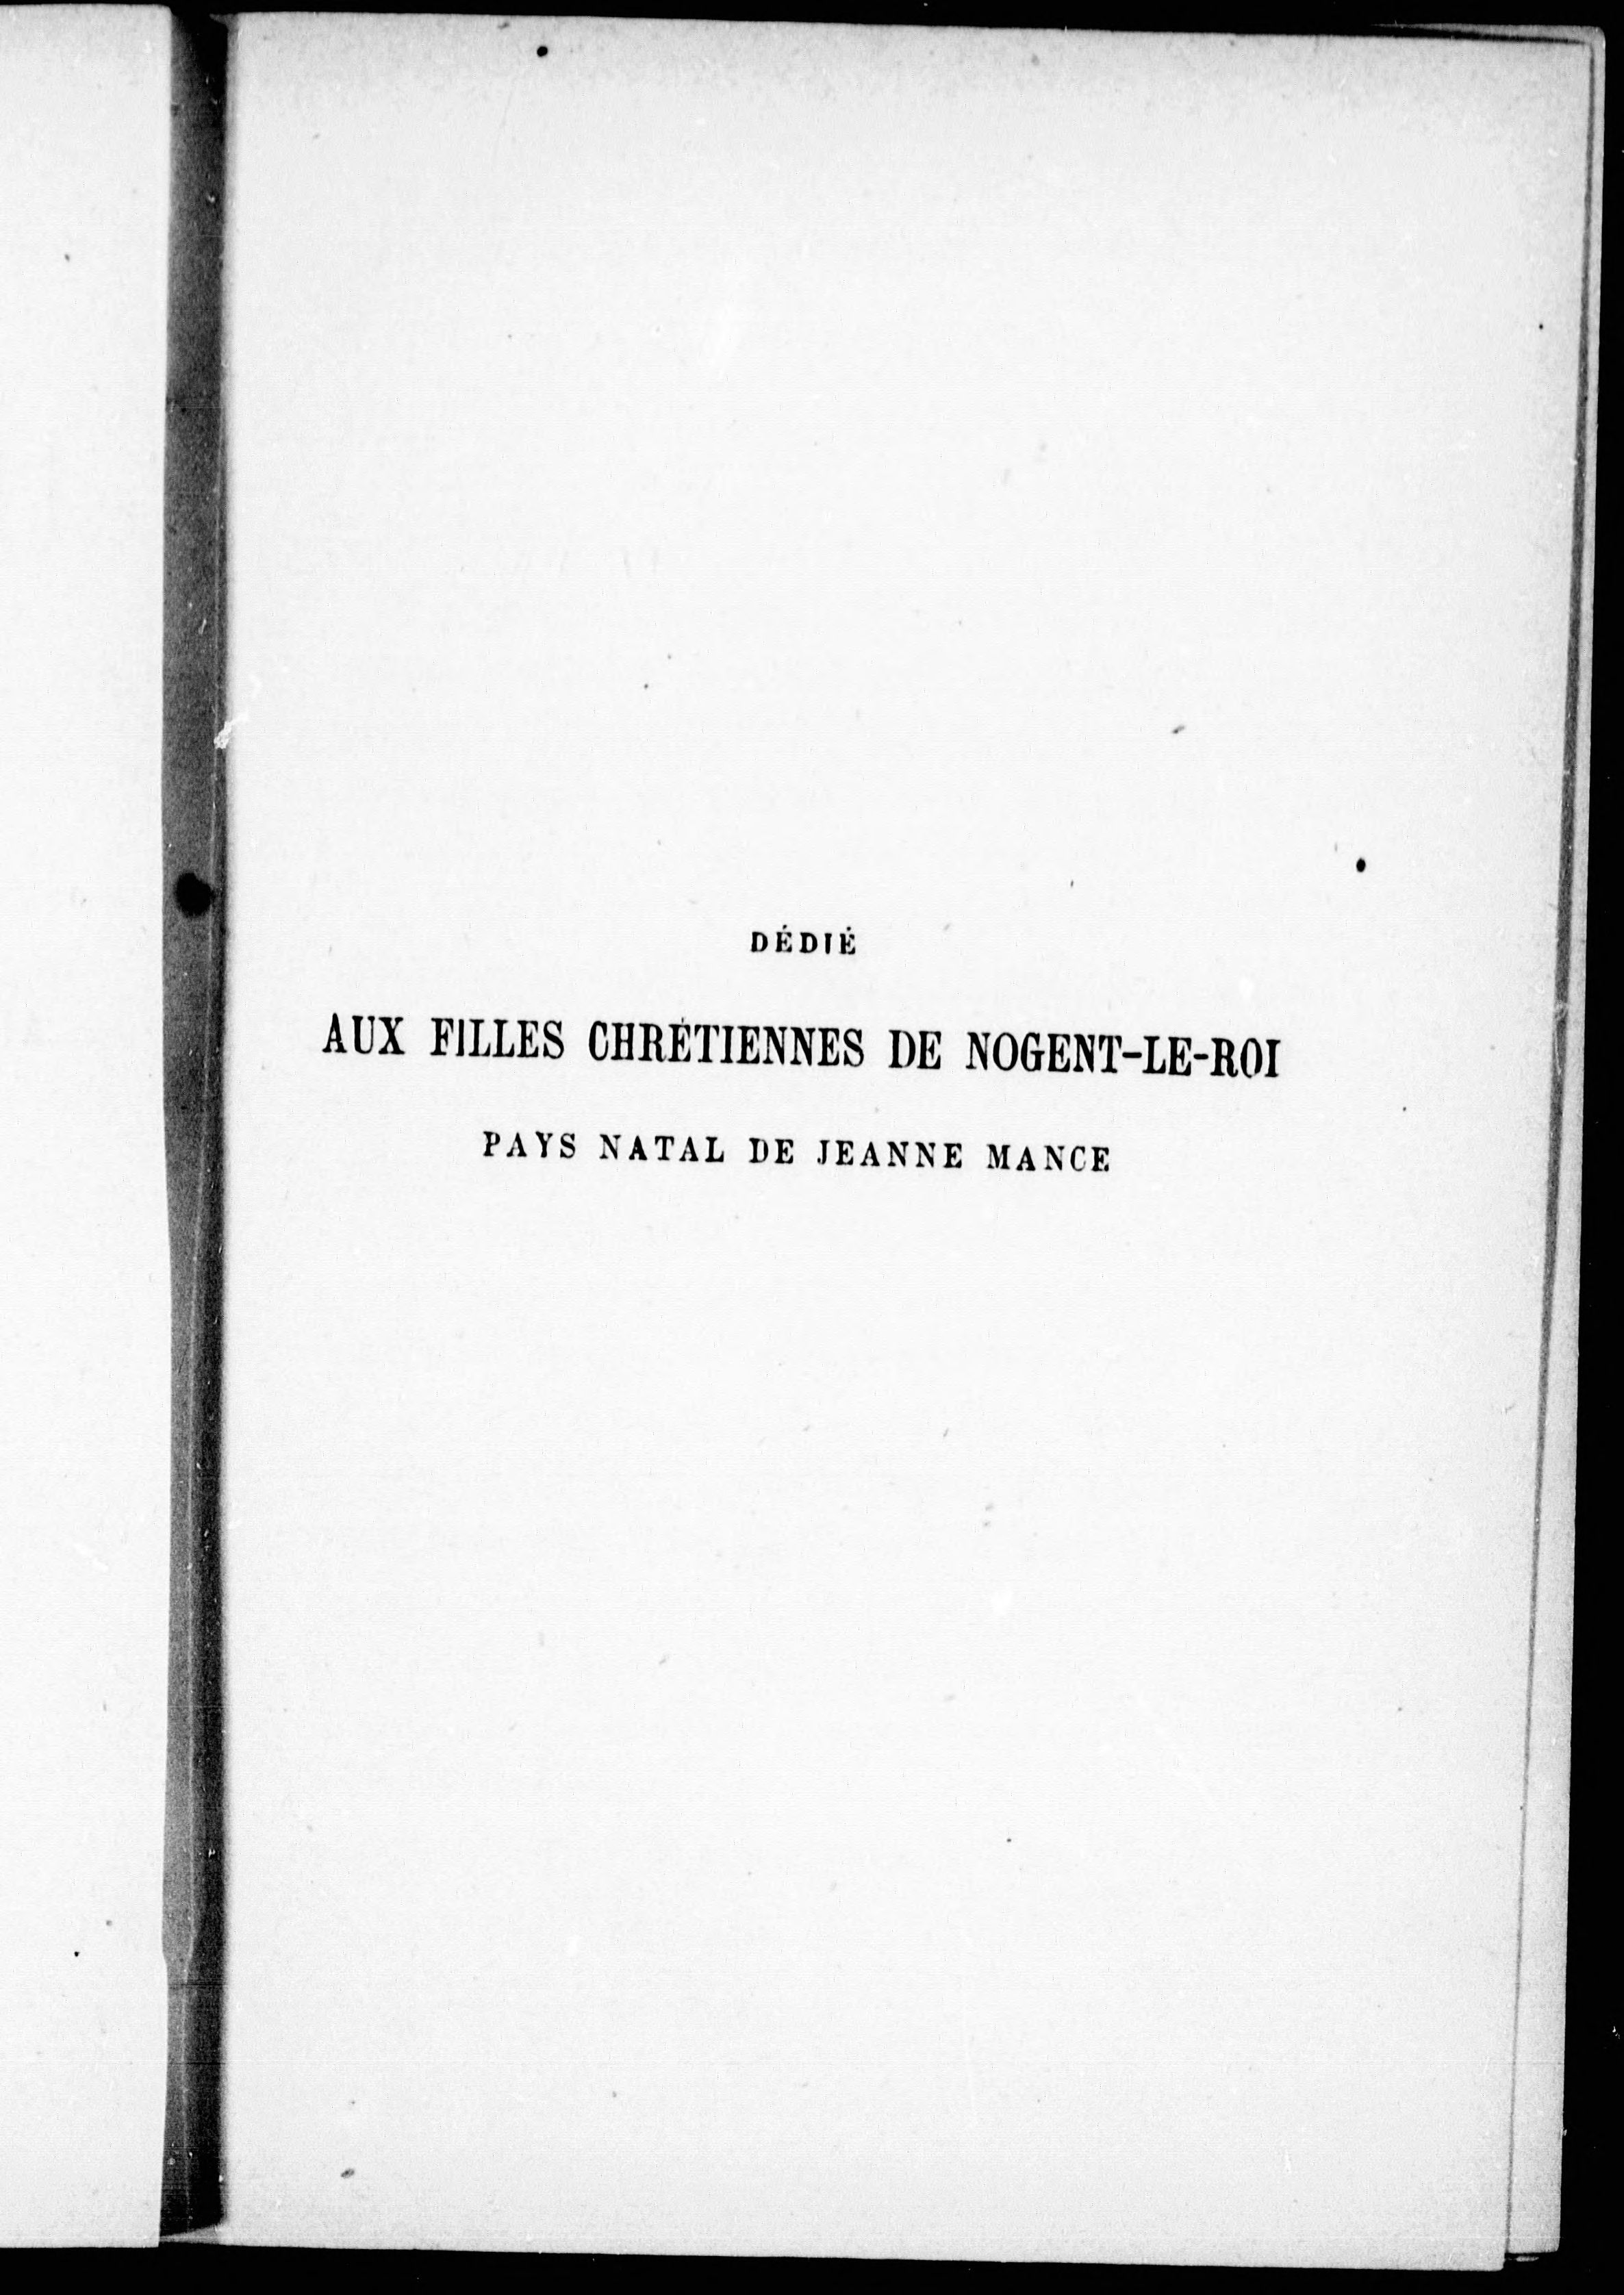 DÉDIÉ
AUX FILLES CHRÉTIENNES DE NOGENT-LE-ROI
PAYS NATAL DE JEANNE MANCE